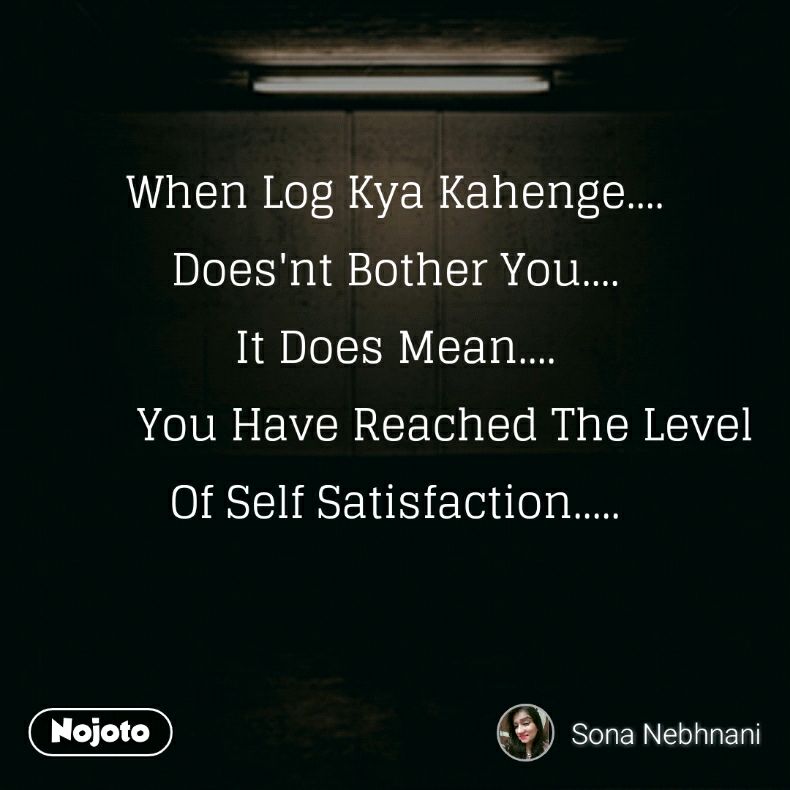 When Log Kya Kahenge....
Does'nt Bother You....
It Does Mean....
You Have Reached The Level
Of Self Satisfaction.....
Nojoto
Sona Nebhnani